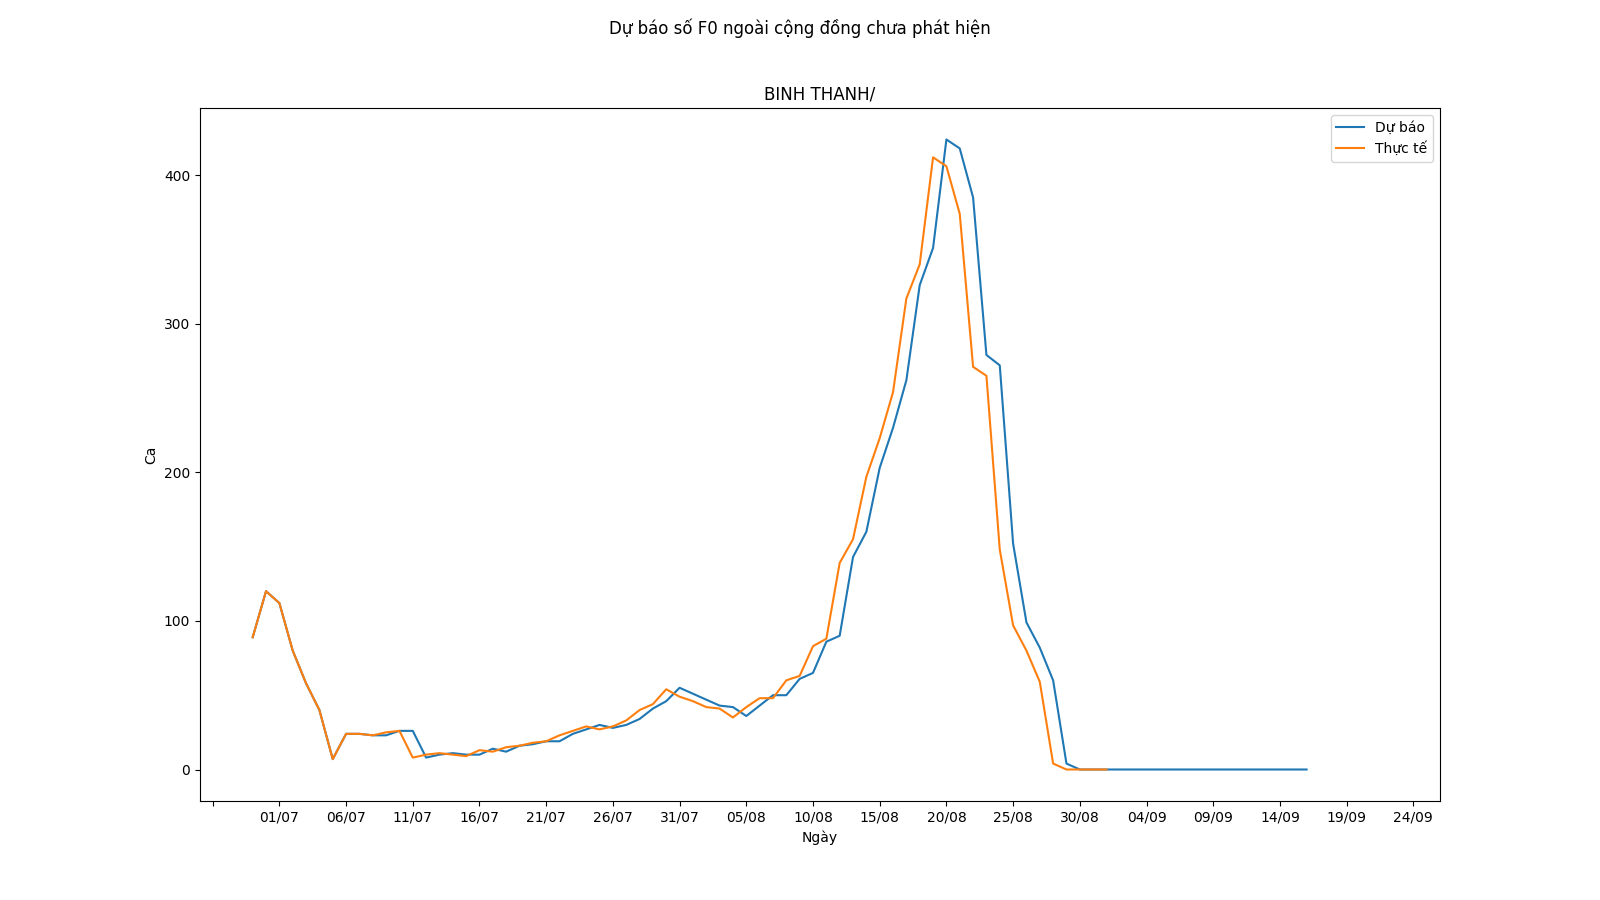 Dự báo số F0 ngoài cộng đồng chưa phát hiện
BINH THANH/
Dự báo
Thực tế
400
300
200
100
0
Ca
01/07 06/07 11/07 16/07 21/07 26/07 31/07 05/08 10/08 15/08 20/08 25/08 30/08 04/09 09/09 14/09 19/09 24/09
Ngày